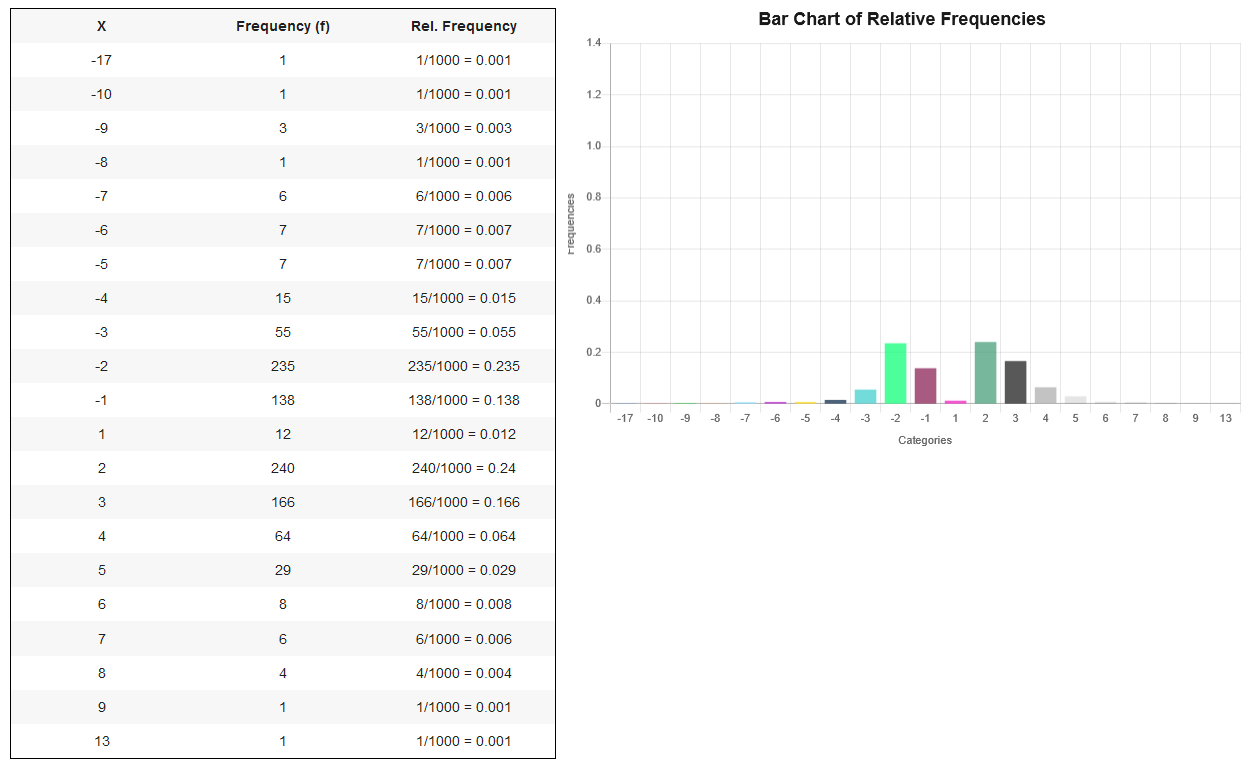 X Frequency (f) Rel. Frequency
-17 1 1/1000 = 0.001
-10 1 1/1000 = 0.001
-9 3 3/1000 = 0.003
-8 1 1/1000 = 0.001
-7 6 6/1000 = 0.006
-6 7 7/1000 = 0.007
-5 7 7/1000 = 0.007
-4 15 15/1000 = 0.015
-3 55 55/1000 = 0.055
-2 235 235/1000 = 0.235
-1 138 138/1000 = 0.138
1 12 12/1000 = 0.012
2 240 240/1000 = 0.24
3 166 166/1000 = 0.166
4 64 64/1000 = 0.064
5 29 29/1000 = 0.029
6 8 8/1000 = 0.008
7 6 6/1000 = 0.006
8 4 4/1000 = 0.004
9 1 1/1000 = 0.001
13 1 1/1000 = 0.001
Bar Chart of Relative Frequencies
Frequencies
1.4
1.2
1.0
0.8
0.6
0.4
0.2
0
-17 -10 -9 -8 -7 -6 -5 -4 -3 -2 -1 1 2 3 4 5 6 7 8 9 13
Categories